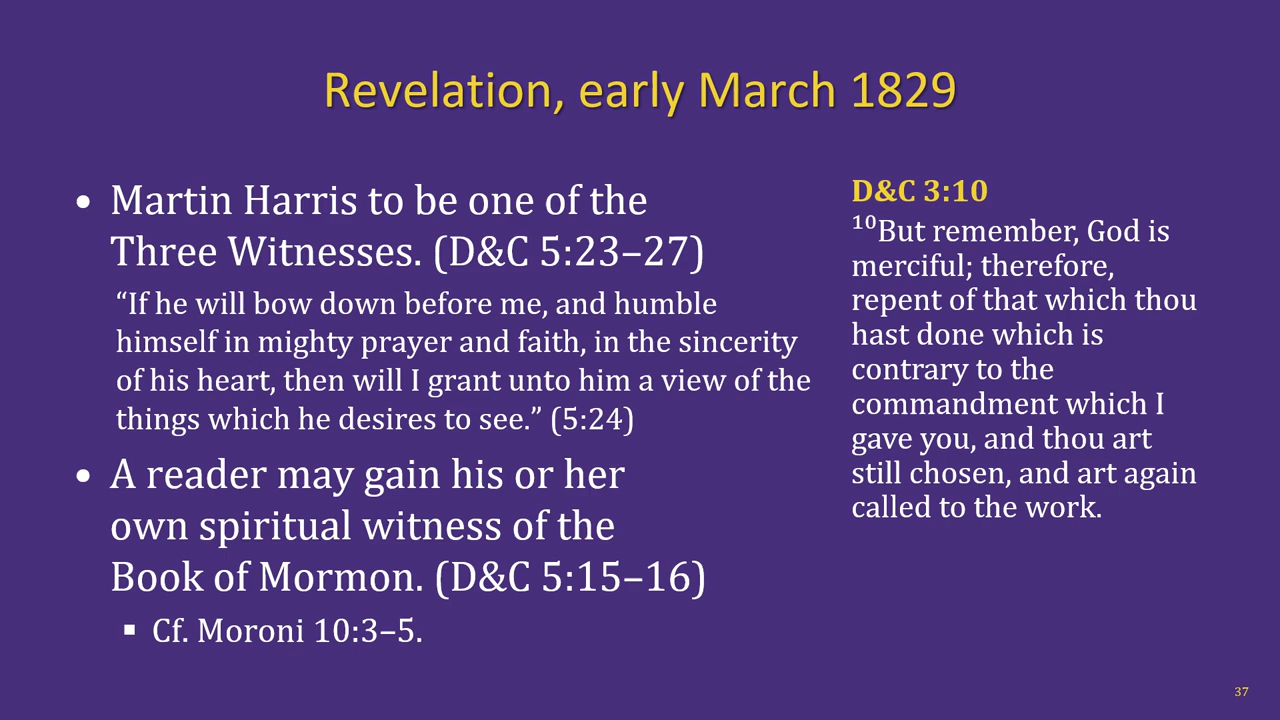 Revelation, early March 1829
• Martin Harris to be one of the
Three Witnesses. (D&C 5:23–27)
“If he will bow down before me, and humble
himself in mighty prayer and faith, in the sincerity
of his heart, then will I grant unto him a view of the
things which he desires to see.” (5:24)
• A reader may gain his or her
own spiritual witness of the
Book of Mormon. (D&C 5:15–16)
▪ Cf. Moroni 10:3–5.
D&C 3:10
¹⁰But remember, God is
merciful; therefore,
repent of that which thou
hast done which is
contrary to the
commandment which I
gave you, and thou art
still chosen, and art again
called to the work.
37